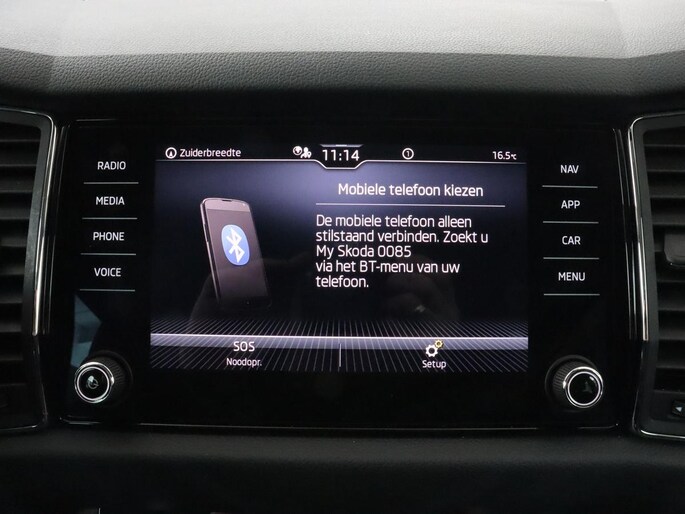 Zuiderbreedte 11:14 1 16.5°C
RADIO
MEDIA
PHONE
VOICE
Mobiele telefoon kiezen
De mobiele telefoon alleen
stilstaand verbinden. Zoekt u
My Skoda 0085
via het BT-menu van uw
telefoon.
SOS
Noodopr.
Setup
NAV
APP
CAR
MENU